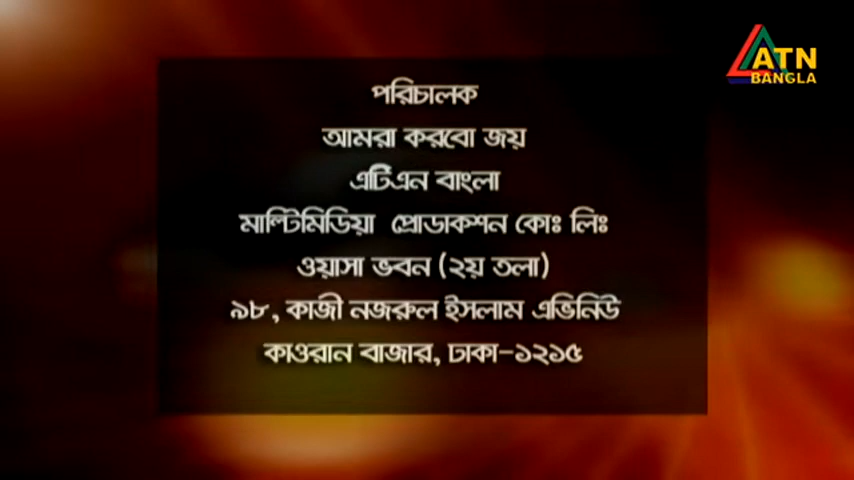 ATN
BANGLA
পরিচালক
আমরা করবো জয়
এটিএন বাংলা
মাল্টিমিডিয়া প্রোডাকশন কোঃ লিঃ
ওয়াসা ভবন (২য় তলা)
৯৮, কাজী নজরুল ইসলাম এভিনিউ
কাওরান বাজার, ঢাকা-১২১৫